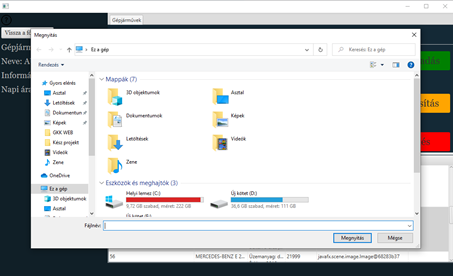 Gépjárművek
Vissza a f
Megnyitás
Gépjárm
Neve: A
Informá
Napi ár
Ez a gép
Keresés: Ez a gép
Rendezés
Gyors elérés
Asztal
Letöltések
Dokumentun
Képek
GKK WEB
Kész projekt
Videók
Zene
OneDrive
Ez a gép
3D objektumok
Asztal
Mappák (7)
3D objektumok
Asztal
Dokumentumok
Képek
Letöltések
Videók
Zene
Eszközök és meghajtók (3)
Helyi lemez (C:)
9,72 GB szabad, méret: 222 GB
Új kötet (D:)
36,6 GB szabad, méret: 111 GB
Új kötet (E:)
Fájlnév:
Megnyitás
Mégse
adás
sítás
és
56
MERCEDES-BENZ E 2...
Üzemanyag: d...
21999
javafx.scene.image.Image@68283b37